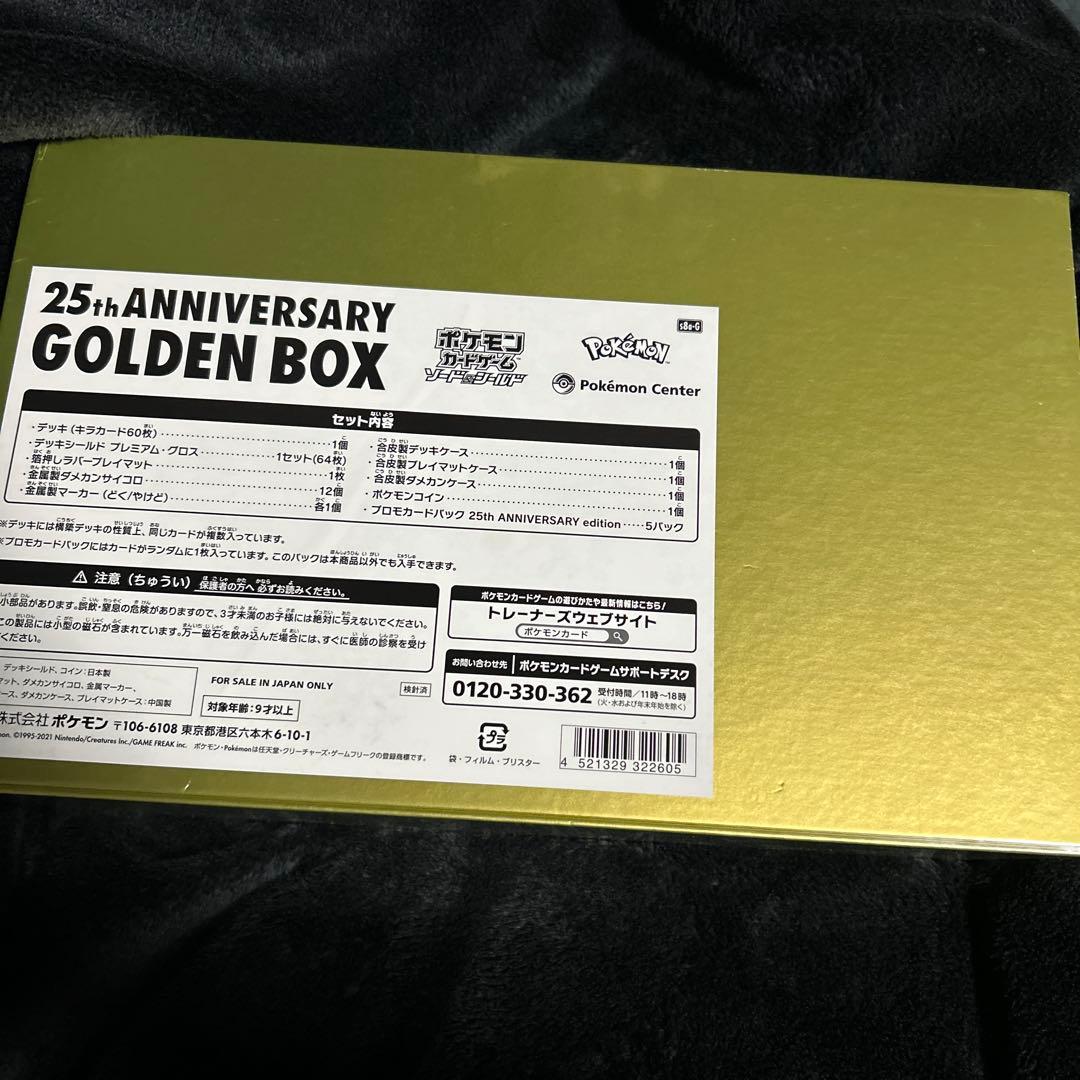 25th ANNIVERSARY
GOLDEN BOX
ポケモン
カードゲーム
ソード&シールド
s8a-G
Pokémon
Pokémon Center
セット内容
・デッキ(キラカード60枚)……1個
・デッキシールド プレミアム・グロス……1セット(64枚)
・箔押しラバープレイマット……1枚
・金属製ダメカンサイコロ……12個
・金属製マーカー(どく/やけど)……各1個
・合皮製デッキケース……1個
・合皮製プレイマットケース……1個
・合皮製ダメカンケース……1個
・ポケモンコイン……1個
・プロモカードパック 25th ANNIVERSARY edition……5パック
※デッキには構築デッキの性質上、同じカードが複数入っています。
※プロモカードパックにはカードがランダムに1枚入っています。このパックは本商品以外でも入手できます。
⚠ 注意(ちゅうい) 保護者の方へ 必ずお読みください。
小部品があります。誤飲・窒息の危険がありますので、3才未満のお子様には絶対に与えないでください。
この製品には小型の磁石が含まれています。万一磁石を飲み込んだ場合には、すぐに医師の診察を受け
ください。
ポケモンカードゲームの遊びかたや最新情報はこちら!
トレーナーズウェブサイト
ポケモンカード
お問い合わせ先 ポケモンカードゲームサポートデスク
0120-330-362 受付時間/11時~18時
(火・水および年末年始を除く)
デッキシールド、コイン:日本製
マット、ダメカンサイコロ、金属マーカー、
ース、ダメカンケース、プレイマットケース:中国製
FOR SALE IN JAPAN ONLY
検針済
対象年齢:9才以上
株式会社 ポケモン 〒106-6108 東京都港区六本木6-10-1
mon. ©1995-2021 Nintendo/Creatures Inc./GAME FREAK inc. ポケモン・Pokémonは任天堂・クリーチャーズ・ゲームフリークの登録商標です。
プラ
袋・フィルム・ブリスター
4 521329 322605